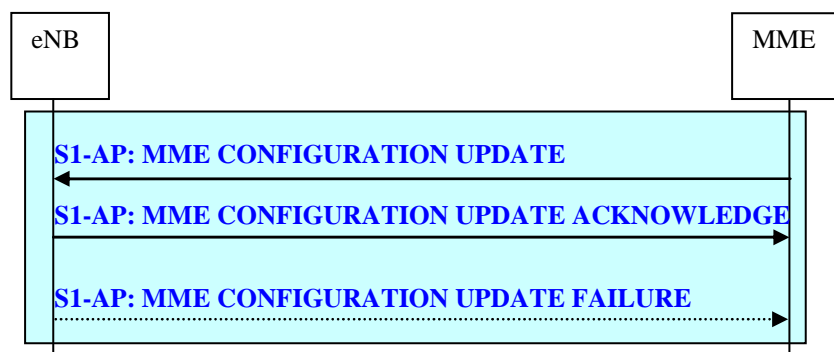 eNB
MME
S1-AP: MME CONFIGURATION UPDATE
S1-AP: MME CONFIGURATION UPDATE ACKNOWLEDGE
S1-AP: MME CONFIGURATION UPDATE FAILURE